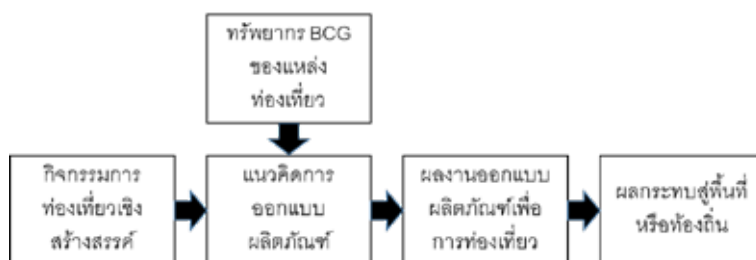 ทรัพยากร BCG
ของแหล่ง
ท่องเที่ยว
กิจกรรมการ
ท่องเที่ยวเชิง
สร้างสรรค์
แนวคิดการ
ออกแบบ
ผลิตภัณฑ์
ผลงานออกแบบ
ผลิตภัณฑ์เพื่อ
การท่องเที่ยว
ผลกระทบสู่พื้นที่
หรือท้องถิ่น